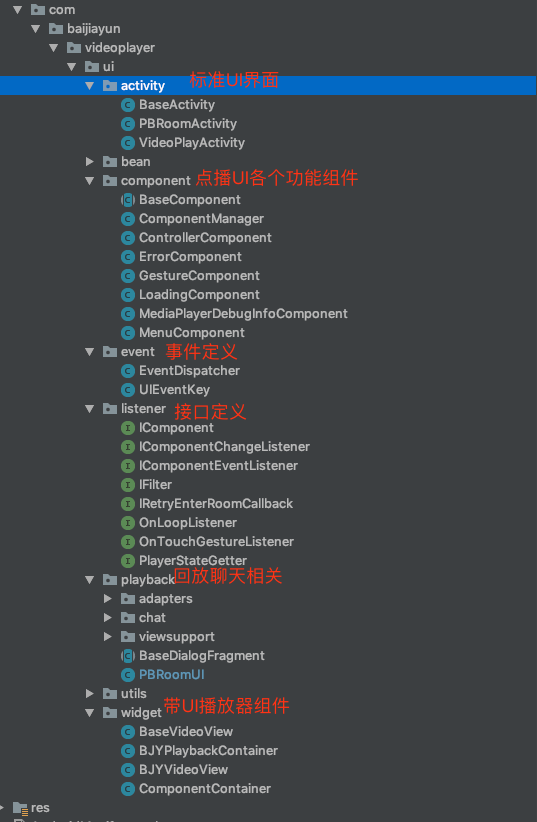 com
baijiayun
videoplayer
ui
activity 标准UI界面
BaseActivity
PBRoomActivity
VideoPlayActivity
bean
component 点播UI各个功能组件
BaseComponent
ComponentManager
ControllerComponent
ErrorComponent
GestureComponent
LoadingComponent
MediaPlayerDebugInfoComponent
MenuComponent
event 事件定义
EventDispatcher
UIEventKey
listener 接口定义
IComponent
IComponentChangeListener
IComponentEventListener
IFilter
IRetryEnterRoomCallback
OnLoopListener
OnTouchGestureListener
PlayerStateGetter
playback 回放聊天相关
adapters
chat
viewsupport
BaseDialogFragment
PBRoomUI
utils
widget 带UI播放器组件
BaseVideoView
BJYPlaybackContainer
BJYVideoView
ComponentContainer
res